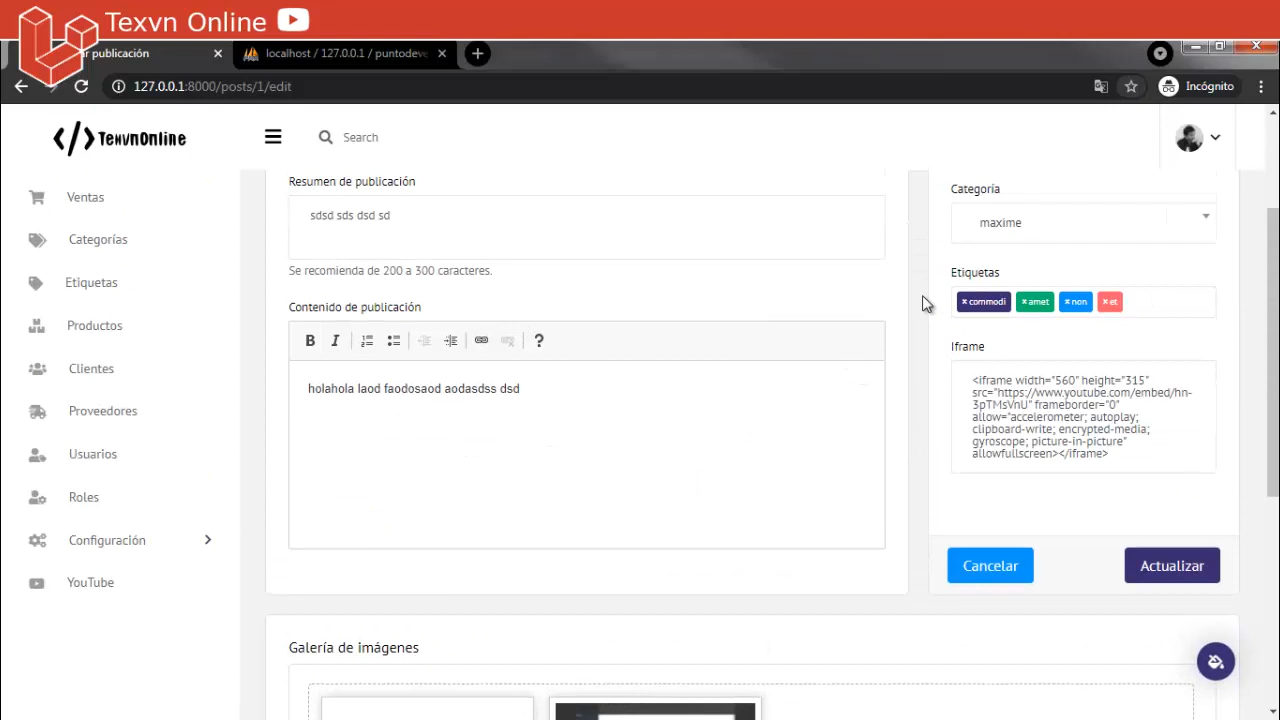 Texvn Online
r publicación
localhost / 127.0.0.1 / puntodeve
127.0.0.1:8000/posts/1/edit
Incógnito
</> TexvnOnline
Search
Ventas
Categorías
Etiquetas
Productos
Clientes
Proveedores
Usuarios
Roles
Configuración
YouTube
Resumen de publicación
sdsd sds dsd sd
Se recomienda de 200 a 300 caracteres.
Contenido de publicación
B I ?
holahola laod faodosaod aodasdss dsd
Categoría
maxime
Etiquetas
×commodi ×amet ×non ×et
Iframe
<iframe width="560" height="315"
src="https://www.youtube.com/embed/hn-
3pTMsVnU" frameborder="0"
allow="accelerometer; autoplay;
clipboard-write; encrypted-media;
gyroscope; picture-in-picture"
allowfullscreen></iframe>
Cancelar
Actualizar
Galería de imágenes